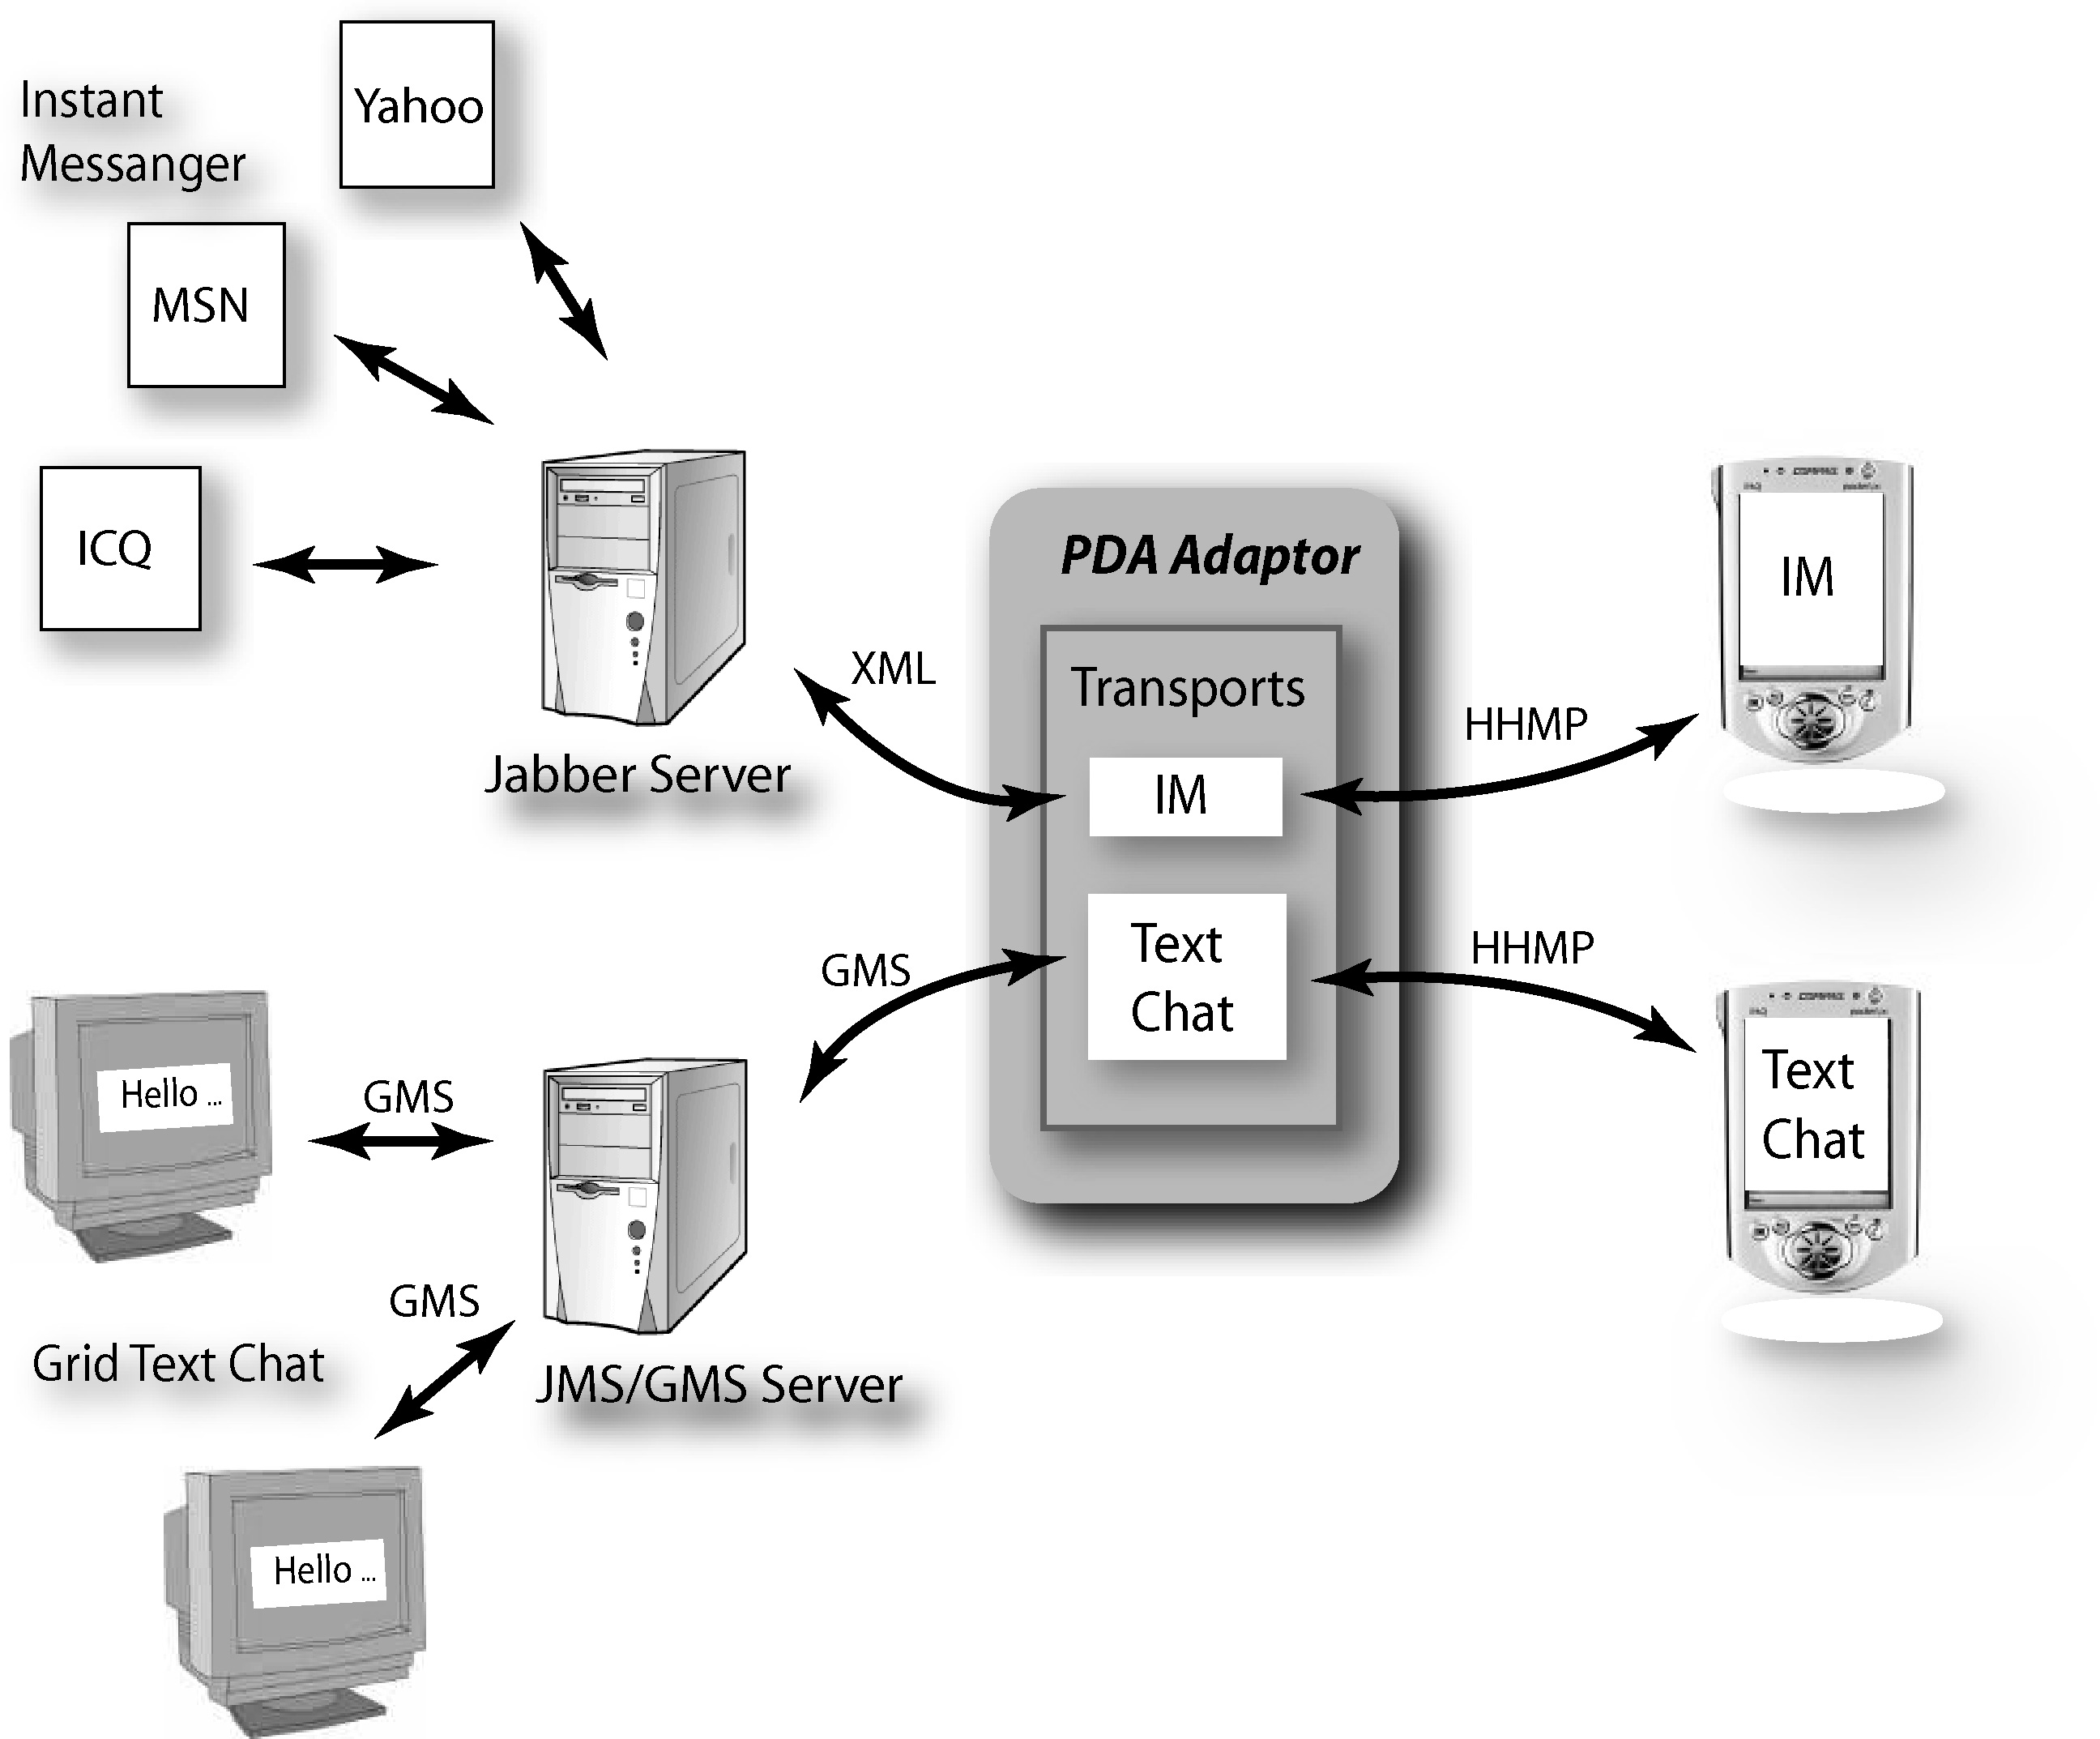 Yahoo
Instant
Messanger
MSN
ICQ
Jabber Server
XML
PDA Adaptor
Transports
IM
Text
Chat
HHMP
IM
HHMP
Text
Chat
GMS
Hello ...
GMS
GMS
Grid Text Chat
JMS/GMS Server
Hello ...